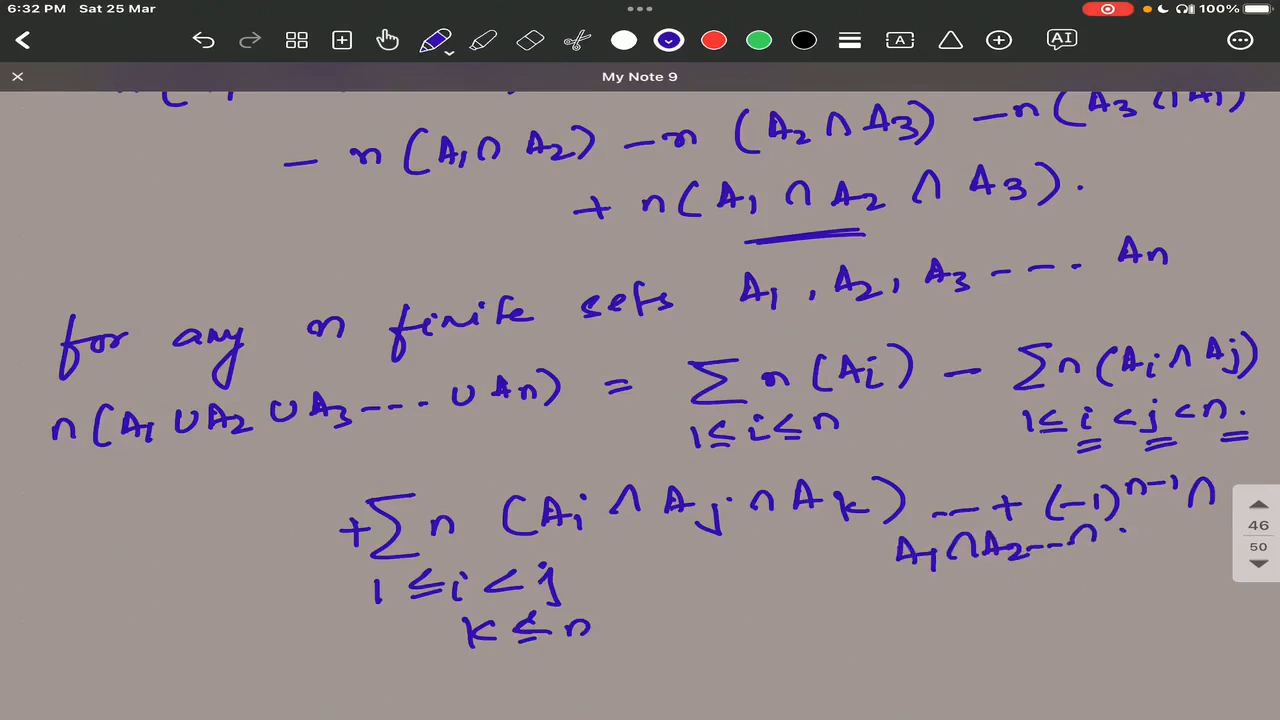 6:32 PM Sat 25 Mar
100%
A
AI
My Note 9
- n(A1 ∩ A2) - n(A2 ∩ A3) - n(A3 ∩ A1)
+ n(A1 ∩ A2 ∩ A3).
for any n finite sets A1, A2, A3 ---- An
n(A1 ∪ A2 ∪ A3 ---- ∪ An) = ∑ n(Ai) - ∑ n(Ai ∩ Aj)
1 ≤ i ≤ n 1 ≤ i < j < n.
+ ∑ n (Ai ∩ Aj ∩ Ak) --- + (-1)^{n-1} ∩
A1 ∩ A2 --- ∩
1 ≤ i < j
k ≤ n
46
50